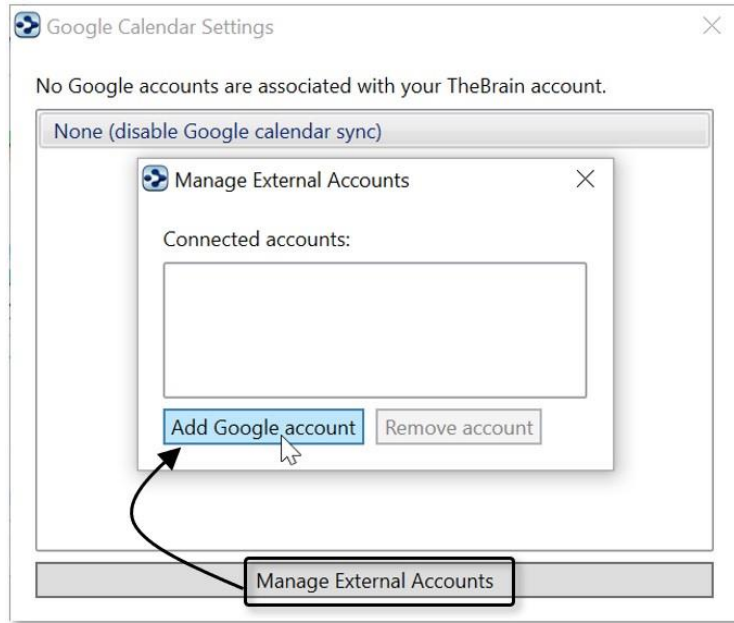 Google Calendar Settings
No Google accounts are associated with your TheBrain account.
None (disable Google calendar sync)
Manage External Accounts
Connected accounts:
Add Google account
Remove account
Manage External Accounts